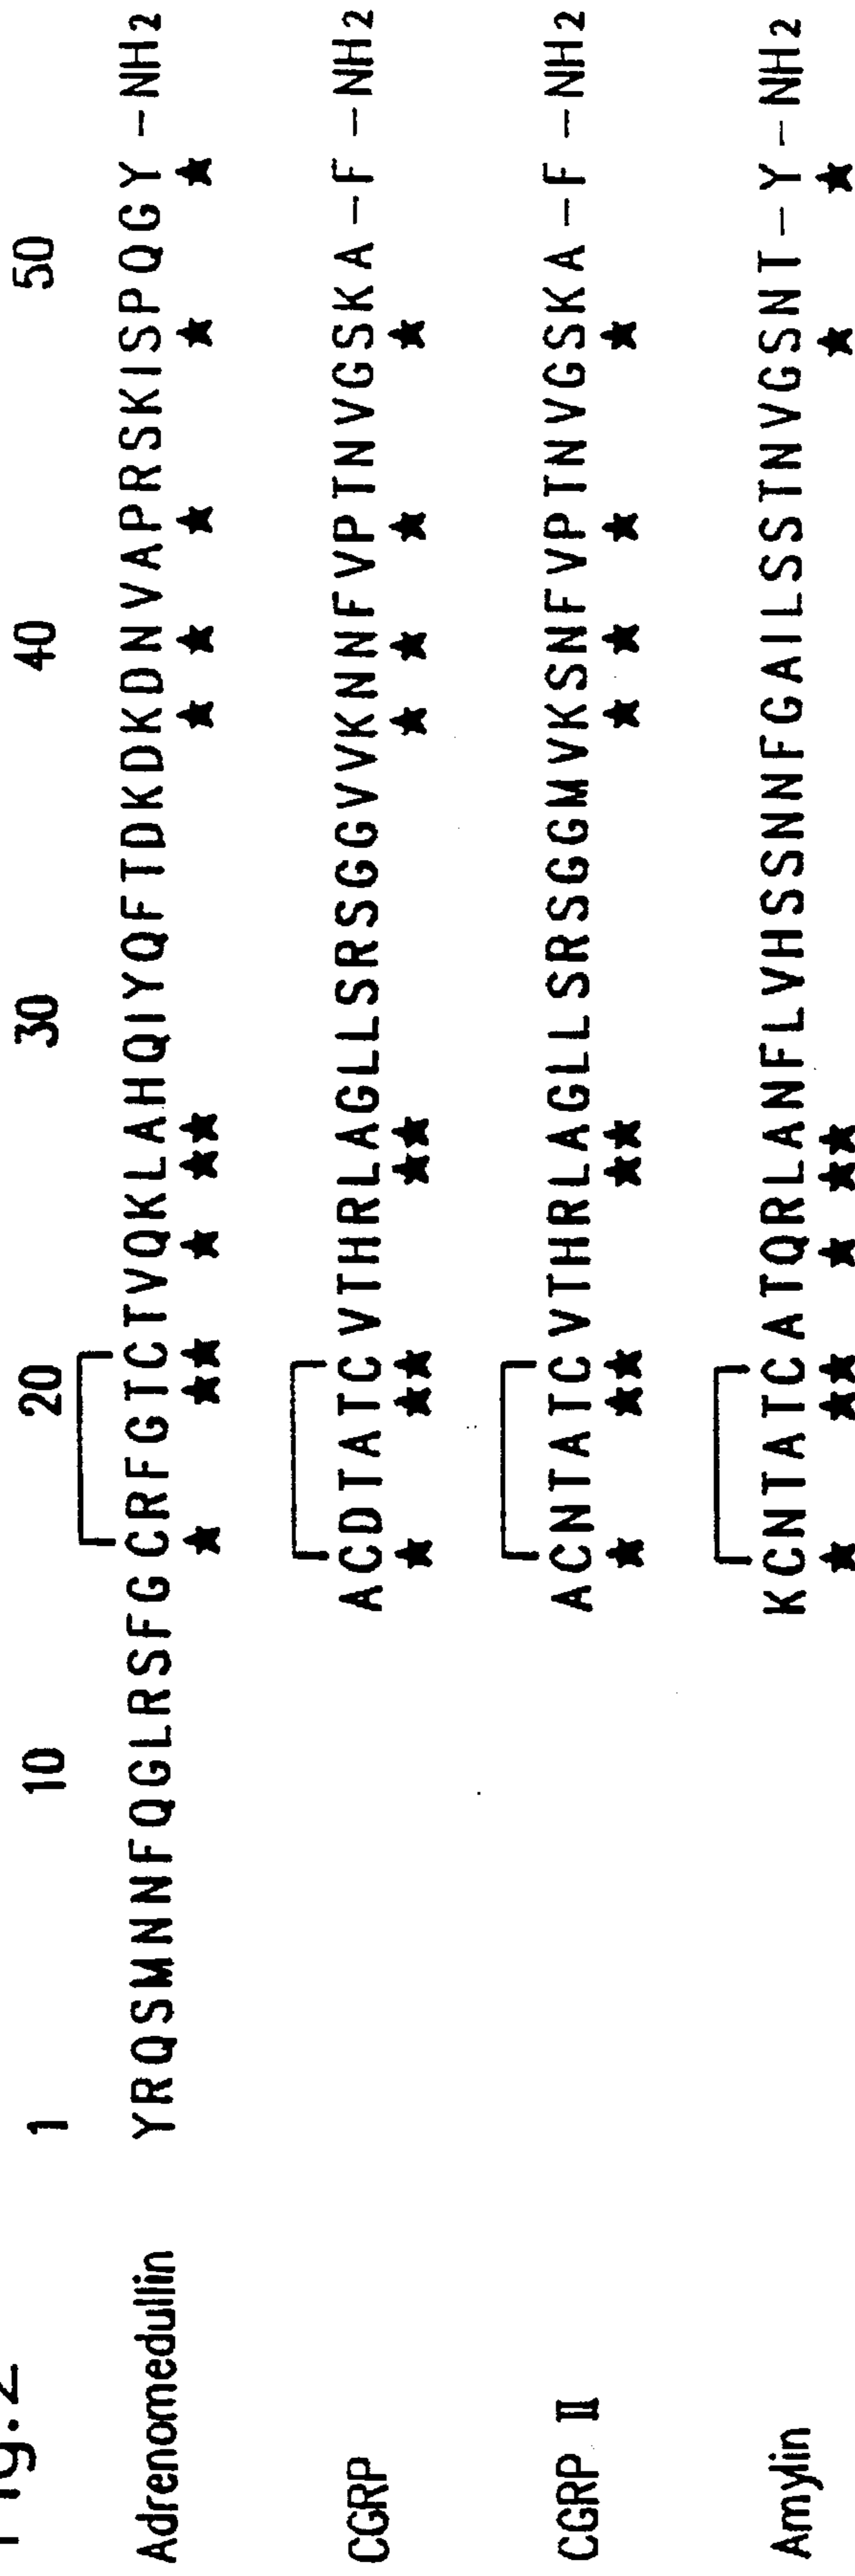 Fig. 2
1 10 20 30 40 50
Adrenomedullin YRQSMNNFQGLRSFGCRFGTCTVQKLAHQIYQFTDKDKDNVAPRSKISPQGY-NH2
★ ★★ ★ ★★ ★ ★ ★ ★ ★
CGRP ACDTATCVTHRLAGLLSRSGGVVKNNFVPTNVGSKA-F-NH2
★ ★★ ★★ ★ ★ ★ ★
CGRP II ACNTATCVTHRLAGLLSRSGGMVKSNFVPTNVGSKA-F-NH2
★ ★★ ★★ ★ ★ ★ ★
Amylin KCNTATCATQRLANFLVHSSNNFGAILSSTNVGSNT-Y-NH2
★ ★★ ★ ★★ ★ ★